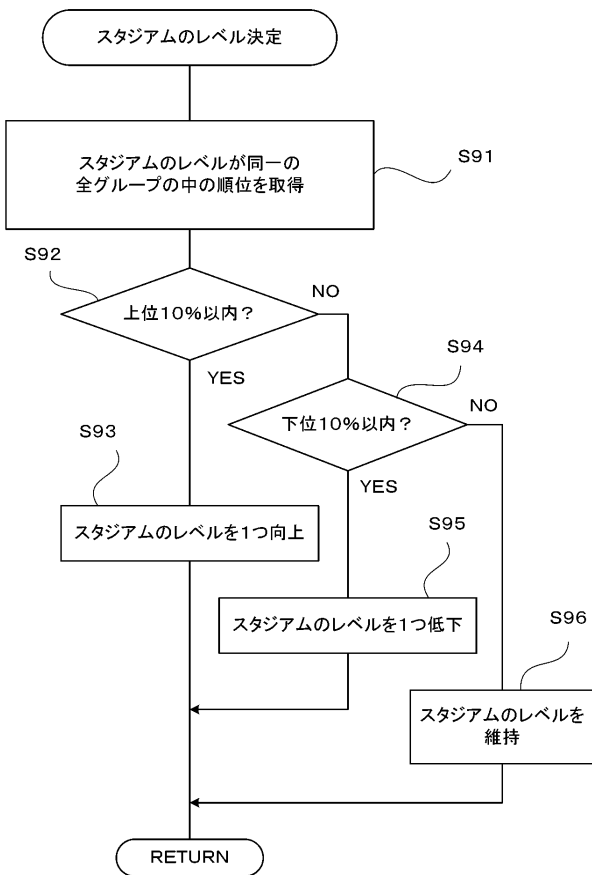 スタジアムのレベル決定
スタジアムのレベルが同一の
全グループの中の順位を取得
S91
S92
上位10%以内?
NO
YES
S94
下位10%以内?
NO
YES
S93
スタジアムのレベルを1つ向上
S95
スタジアムのレベルを1つ低下
S96
スタジアムのレベルを
維持
RETURN